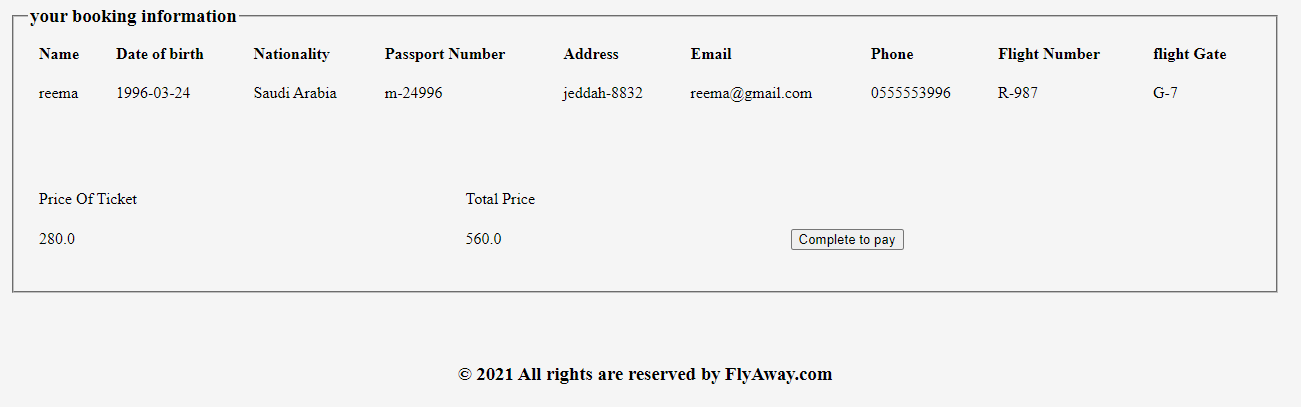 your booking information
Name Date of birth Nationality Passport Number Address Email Phone Flight Number flight Gate
reema 1996-03-24 Saudi Arabia m-24996 jeddah-8832 reema@gmail.com 0555553996 R-987 G-7
Price Of Ticket Total Price
280.0 560.0 Complete to pay
© 2021 All rights are reserved by FlyAway.com